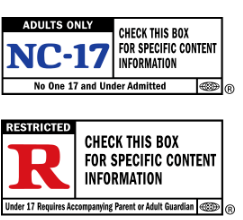 ADULTS ONLY
NC-17
CHECK THIS BOX
FOR SPECIFIC CONTENT
INFORMATION
No One 17 and Under Admitted
®
RESTRICTED
R
CHECK THIS BOX
FOR SPECIFIC CONTENT
INFORMATION
Under 17 Requires Accompanying Parent or Adult Guardian
®